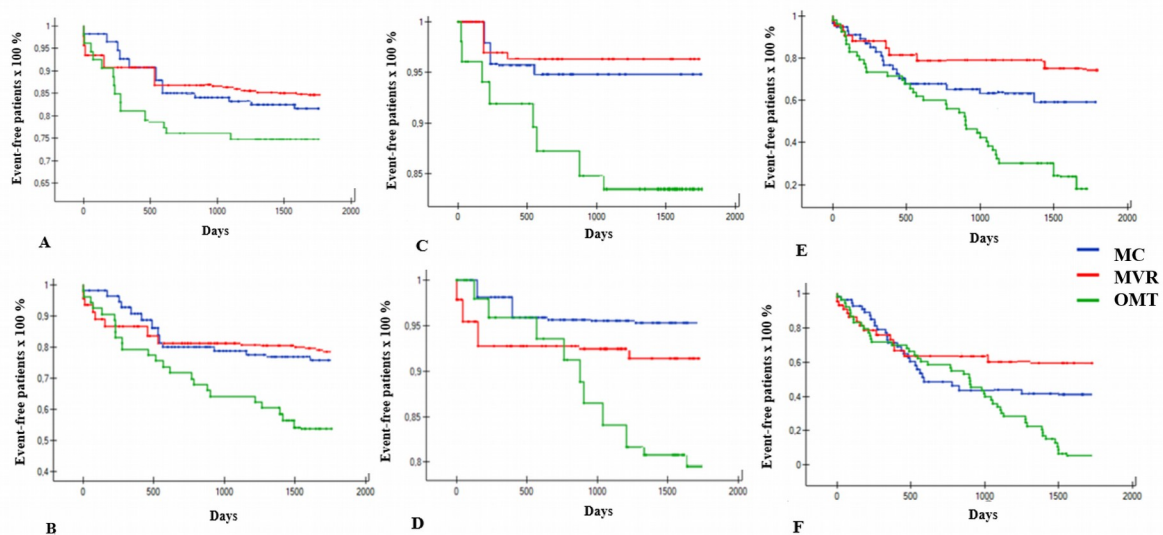 Event-free patients x 100 %
1
0,95
0,9
0,85
0,8
0,75
0,7
0,65
0 500 1000 1500 2000
Days
A
Event-free patients x 100 %
1
0,95
0,9
0,85
0 500 1000 1500 2000
Days
C
Event-free patients x 100 %
1
0,8
0,6
0,4
0,2
0 500 1000 1500 2000
Days
E
MC
MVR
OMT
Event-free patients x 100 %
1
0,9
0,8
0,7
0,6
0,5
0,4
0 500 1000 1500 2000
Days
B
Event-free patients x 100 %
1
0,95
0,9
0,85
0,8
0 500 1000 1500 2000
Days
D
Event-free patients x 100 %
1
0,8
0,6
0,4
0,2
0
0 500 1000 1500 2000
Days
F